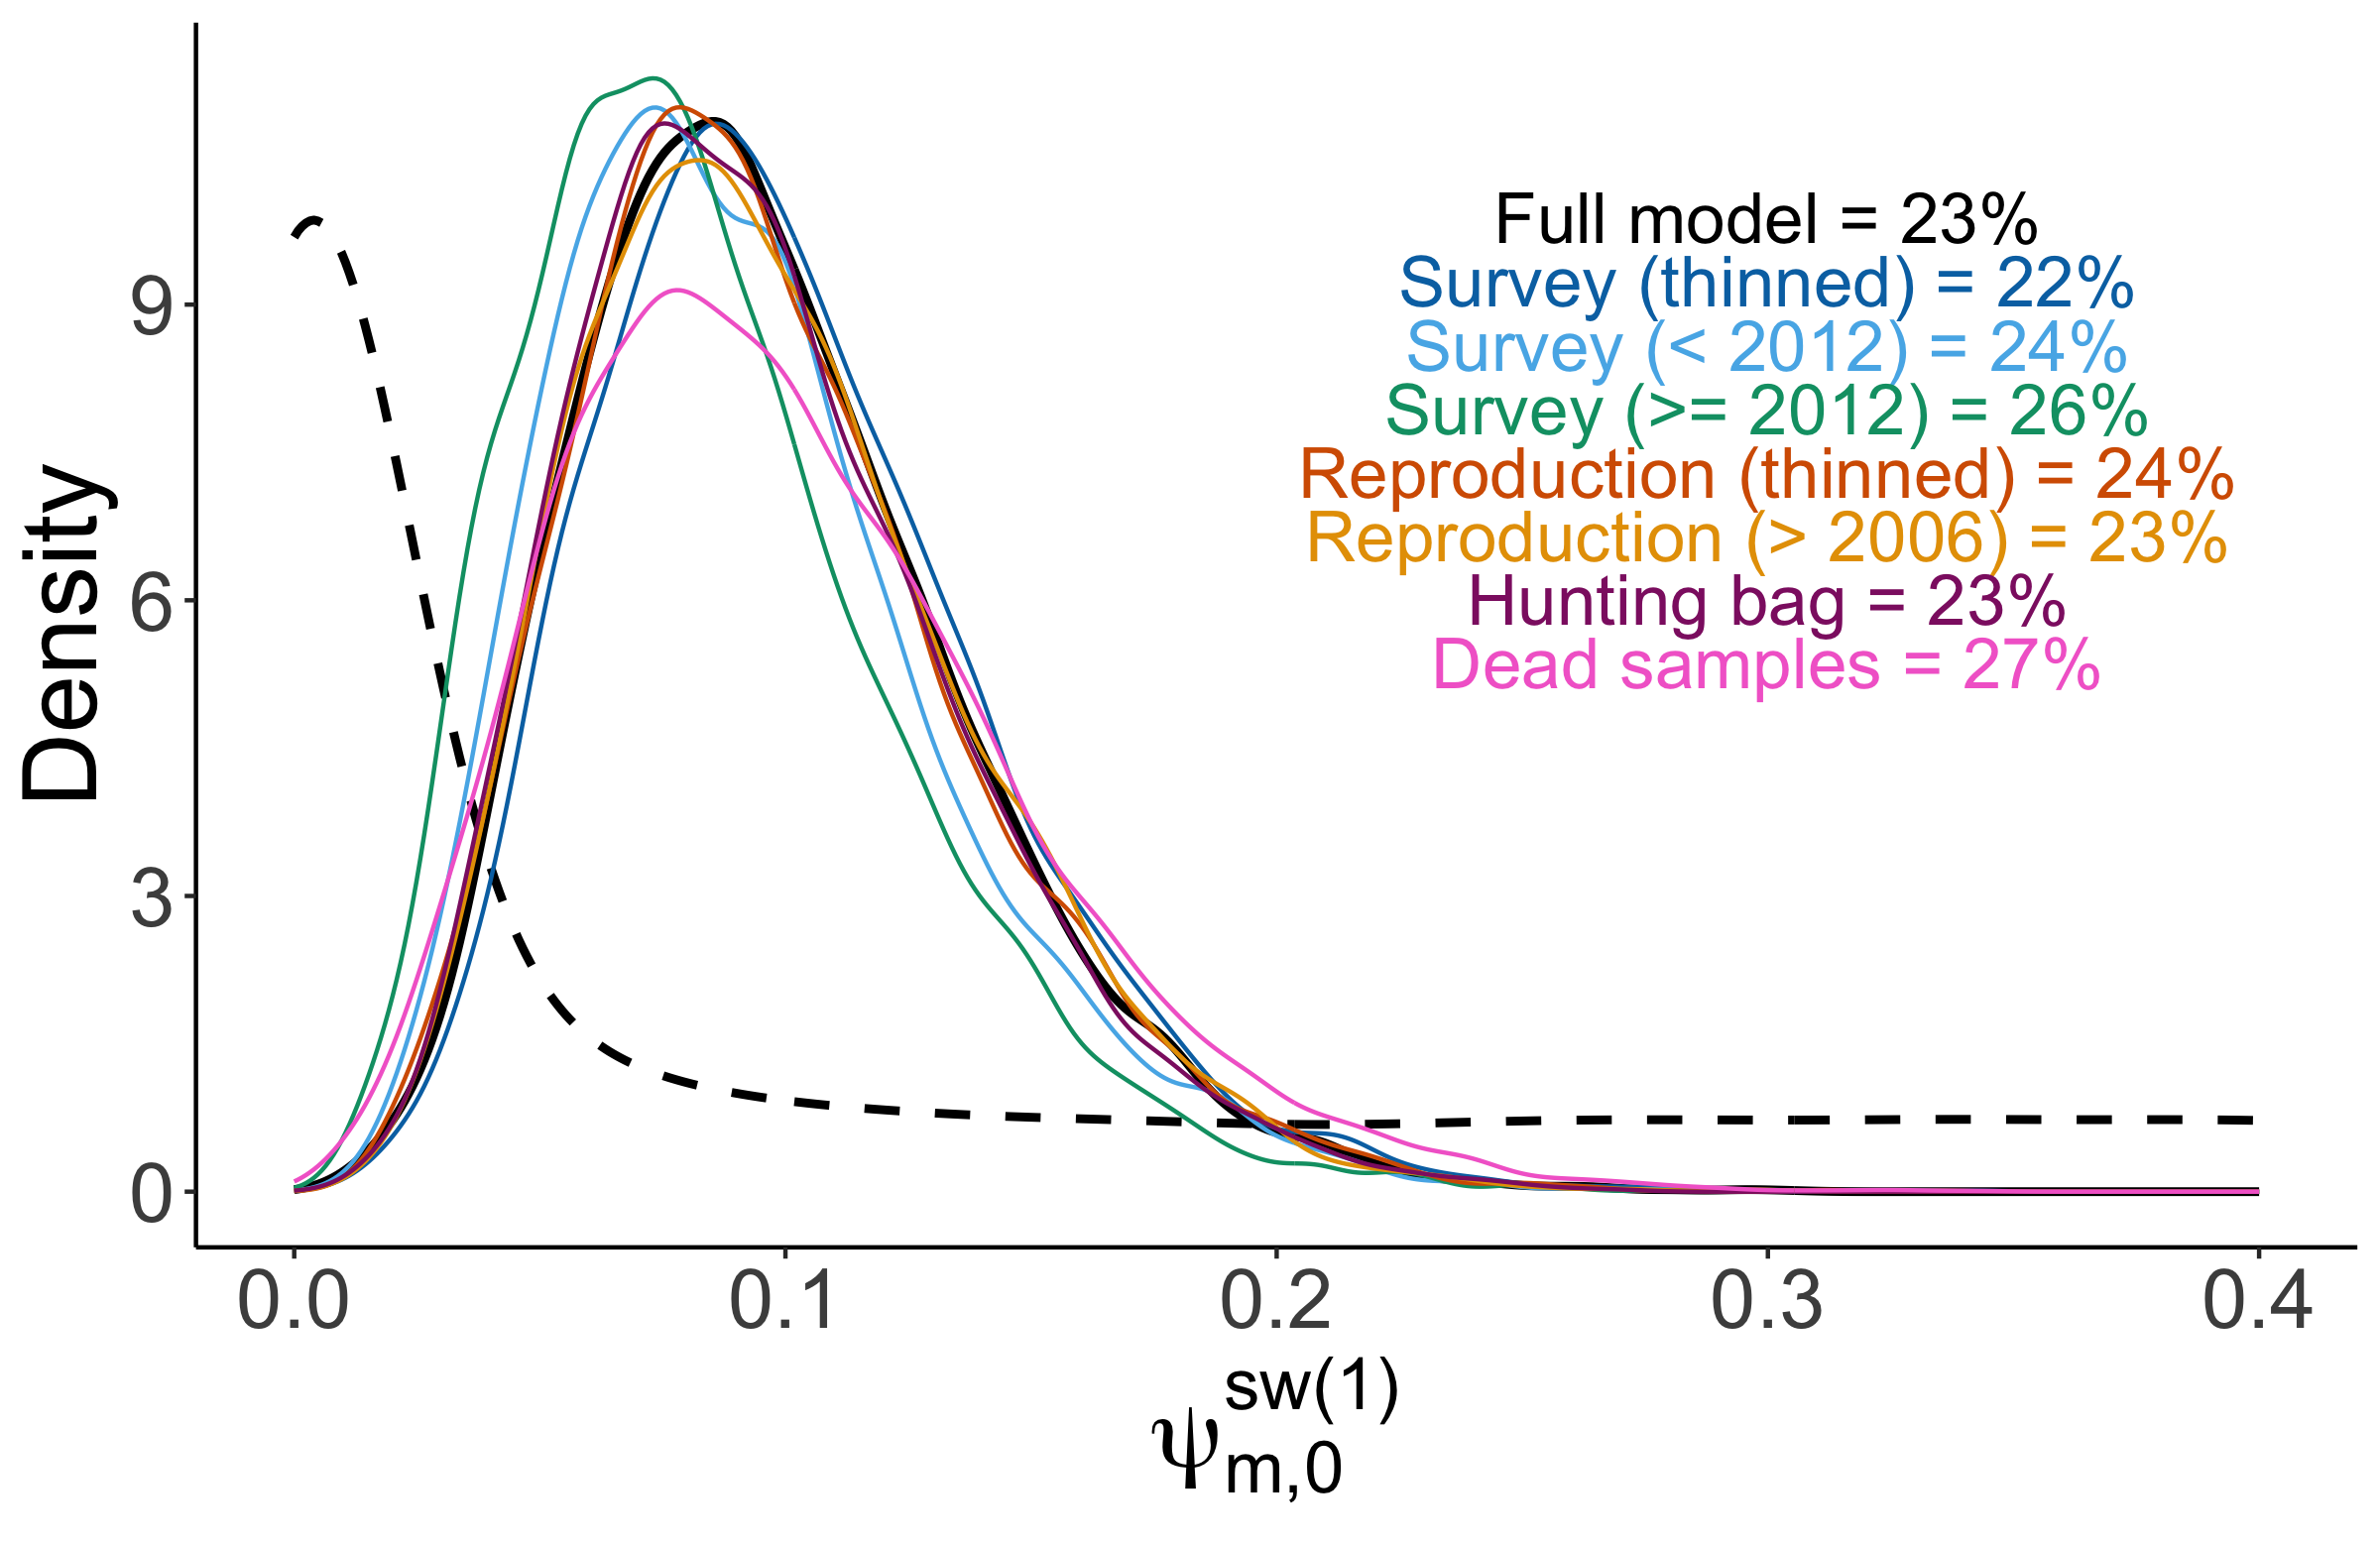 Full model = 23%
Survey (thinned) = 22%
Survey (< 2012) = 24%
Survey (>= 2012) = 26%
Reproduction (thinned) = 24%
Reproduction (> 2006) = 23%
Hunting bag = 23%
Dead samples = 27%
Density
9
6
3
0
0.0 0.1 0.2 0.3 0.4
ψ sw(1) m,0